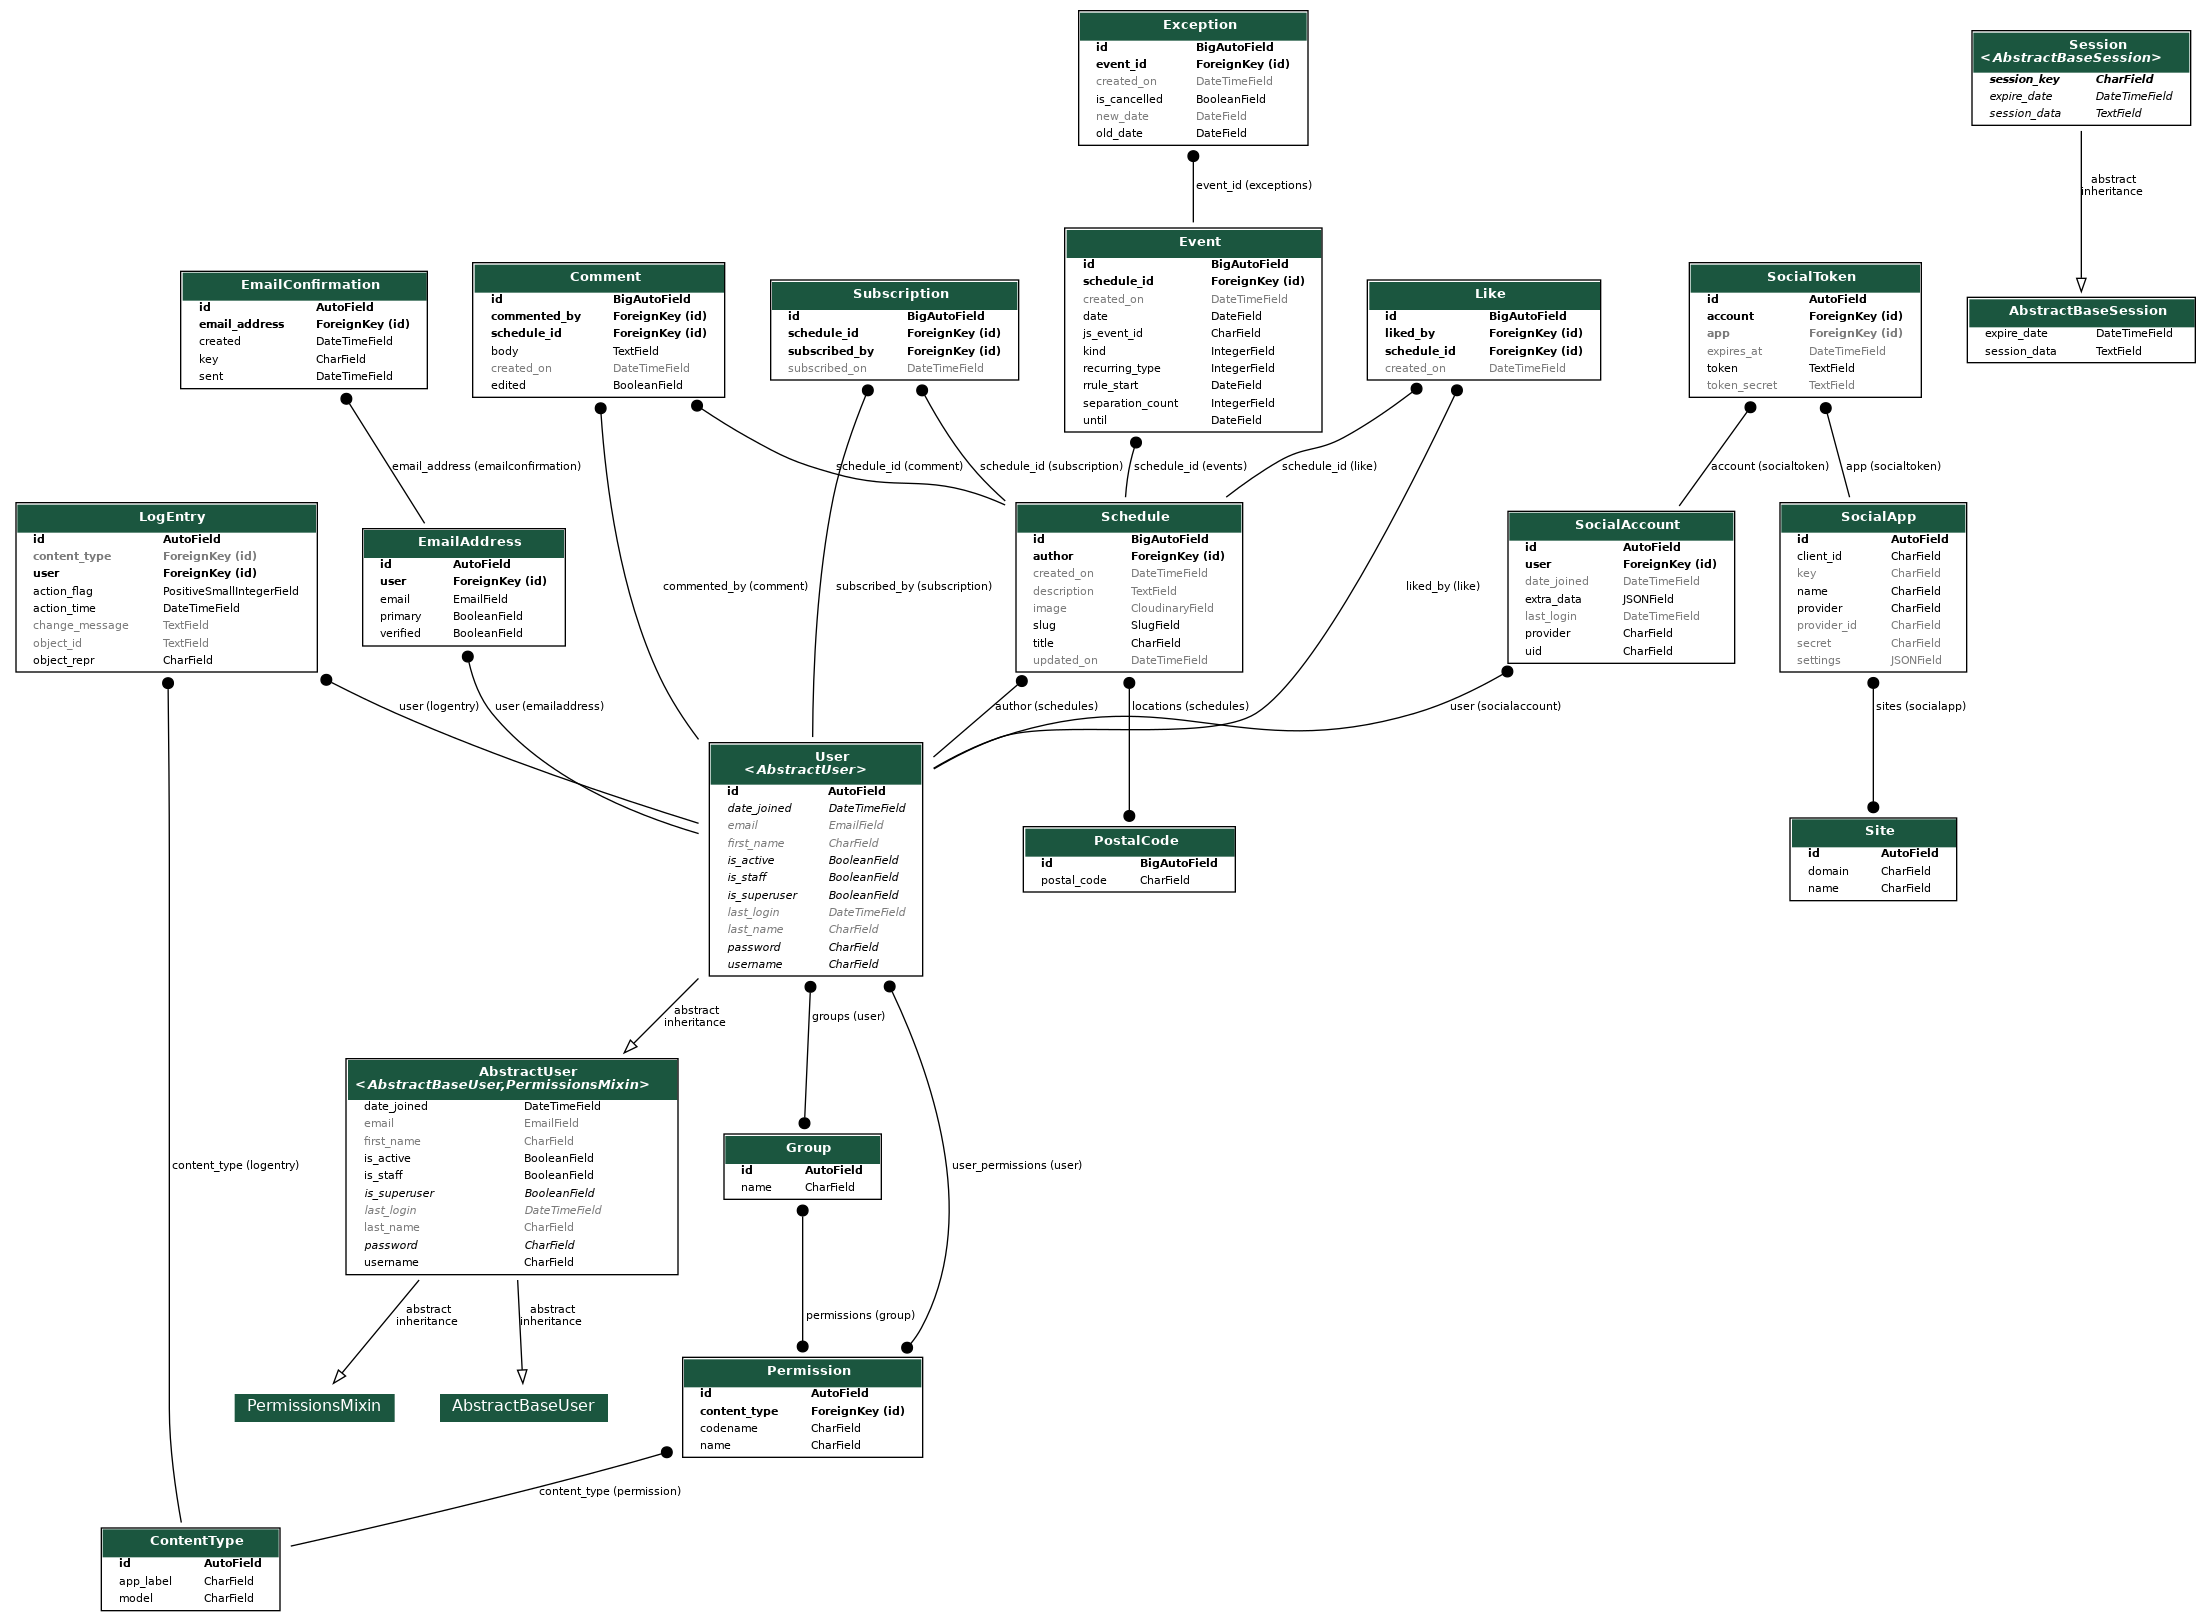 Exception
id BigAutoField
event_id ForeignKey (id)
created_on DateTimeField
is_cancelled BooleanField
new_date DateField
old_date DateField
Session
<AbstractBaseSession>
session_key CharField
expire_date DateTimeField
session_data TextField
event_id (exceptions)
abstract
inheritance
EmailConfirmation
id AutoField
email_address ForeignKey (id)
created DateTimeField
key CharField
sent DateTimeField
Comment
id BigAutoField
commented_by ForeignKey (id)
schedule_id ForeignKey (id)
body TextField
created_on DateTimeField
edited BooleanField
Subscription
id BigAutoField
schedule_id ForeignKey (id)
subscribed_by ForeignKey (id)
subscribed_on DateTimeField
Event
id BigAutoField
schedule_id ForeignKey (id)
created_on DateTimeField
date DateField
js_event_id CharField
kind IntegerField
recurring_type IntegerField
rrule_start DateField
separation_count IntegerField
until DateField
Like
id BigAutoField
liked_by ForeignKey (id)
schedule_id ForeignKey (id)
created_on DateTimeField
SocialToken
id AutoField
account ForeignKey (id)
app ForeignKey (id)
expires_at DateTimeField
token TextField
token_secret TextField
AbstractBaseSession
expire_date DateTimeField
session_data TextField
email_address (emailconfirmation)
schedule_id (comment)
schedule_id (subscription)
schedule_id (events)
schedule_id (like)
account (socialtoken)
app (socialtoken)
LogEntry
id AutoField
content_type ForeignKey (id)
user ForeignKey (id)
action_flag PositiveSmallIntegerField
action_time DateTimeField
change_message TextField
object_id TextField
object_repr CharField
EmailAddress
id AutoField
user ForeignKey (id)
email EmailField
primary BooleanField
verified BooleanField
commented_by (comment)
subscribed_by (subscription)
Schedule
id BigAutoField
author ForeignKey (id)
created_on DateTimeField
description TextField
image CloudinaryField
slug SlugField
title CharField
updated_on DateTimeField
liked_by (like)
SocialAccount
id AutoField
user ForeignKey (id)
date_joined DateTimeField
extra_data JSONField
last_login DateTimeField
provider CharField
uid CharField
SocialApp
id AutoField
client_id CharField
key CharField
name CharField
provider CharField
provider_id CharField
secret CharField
settings JSONField
user (logentry)
user (emailaddress)
author (schedules)
locations (schedules)
user (socialaccount)
sites (socialapp)
User
<AbstractUser>
id AutoField
date_joined DateTimeField
email EmailField
first_name CharField
is_active BooleanField
is_staff BooleanField
is_superuser BooleanField
last_login DateTimeField
last_name CharField
password CharField
username CharField
PostalCode
id BigAutoField
postal_code CharField
Site
id AutoField
domain CharField
name CharField
abstract
inheritance
groups (user)
AbstractUser
<AbstractBaseUser,PermissionsMixin>
date_joined DateTimeField
email EmailField
first_name CharField
is_active BooleanField
is_staff BooleanField
is_superuser BooleanField
last_login DateTimeField
last_name CharField
password CharField
username CharField
Group
id AutoField
name CharField
content_type (logentry)
user_permissions (user)
abstract
inheritance
abstract
inheritance
permissions (group)
PermissionsMixin
AbstractBaseUser
Permission
id AutoField
content_type ForeignKey (id)
codename CharField
name CharField
content_type (permission)
ContentType
id AutoField
app_label CharField
model CharField